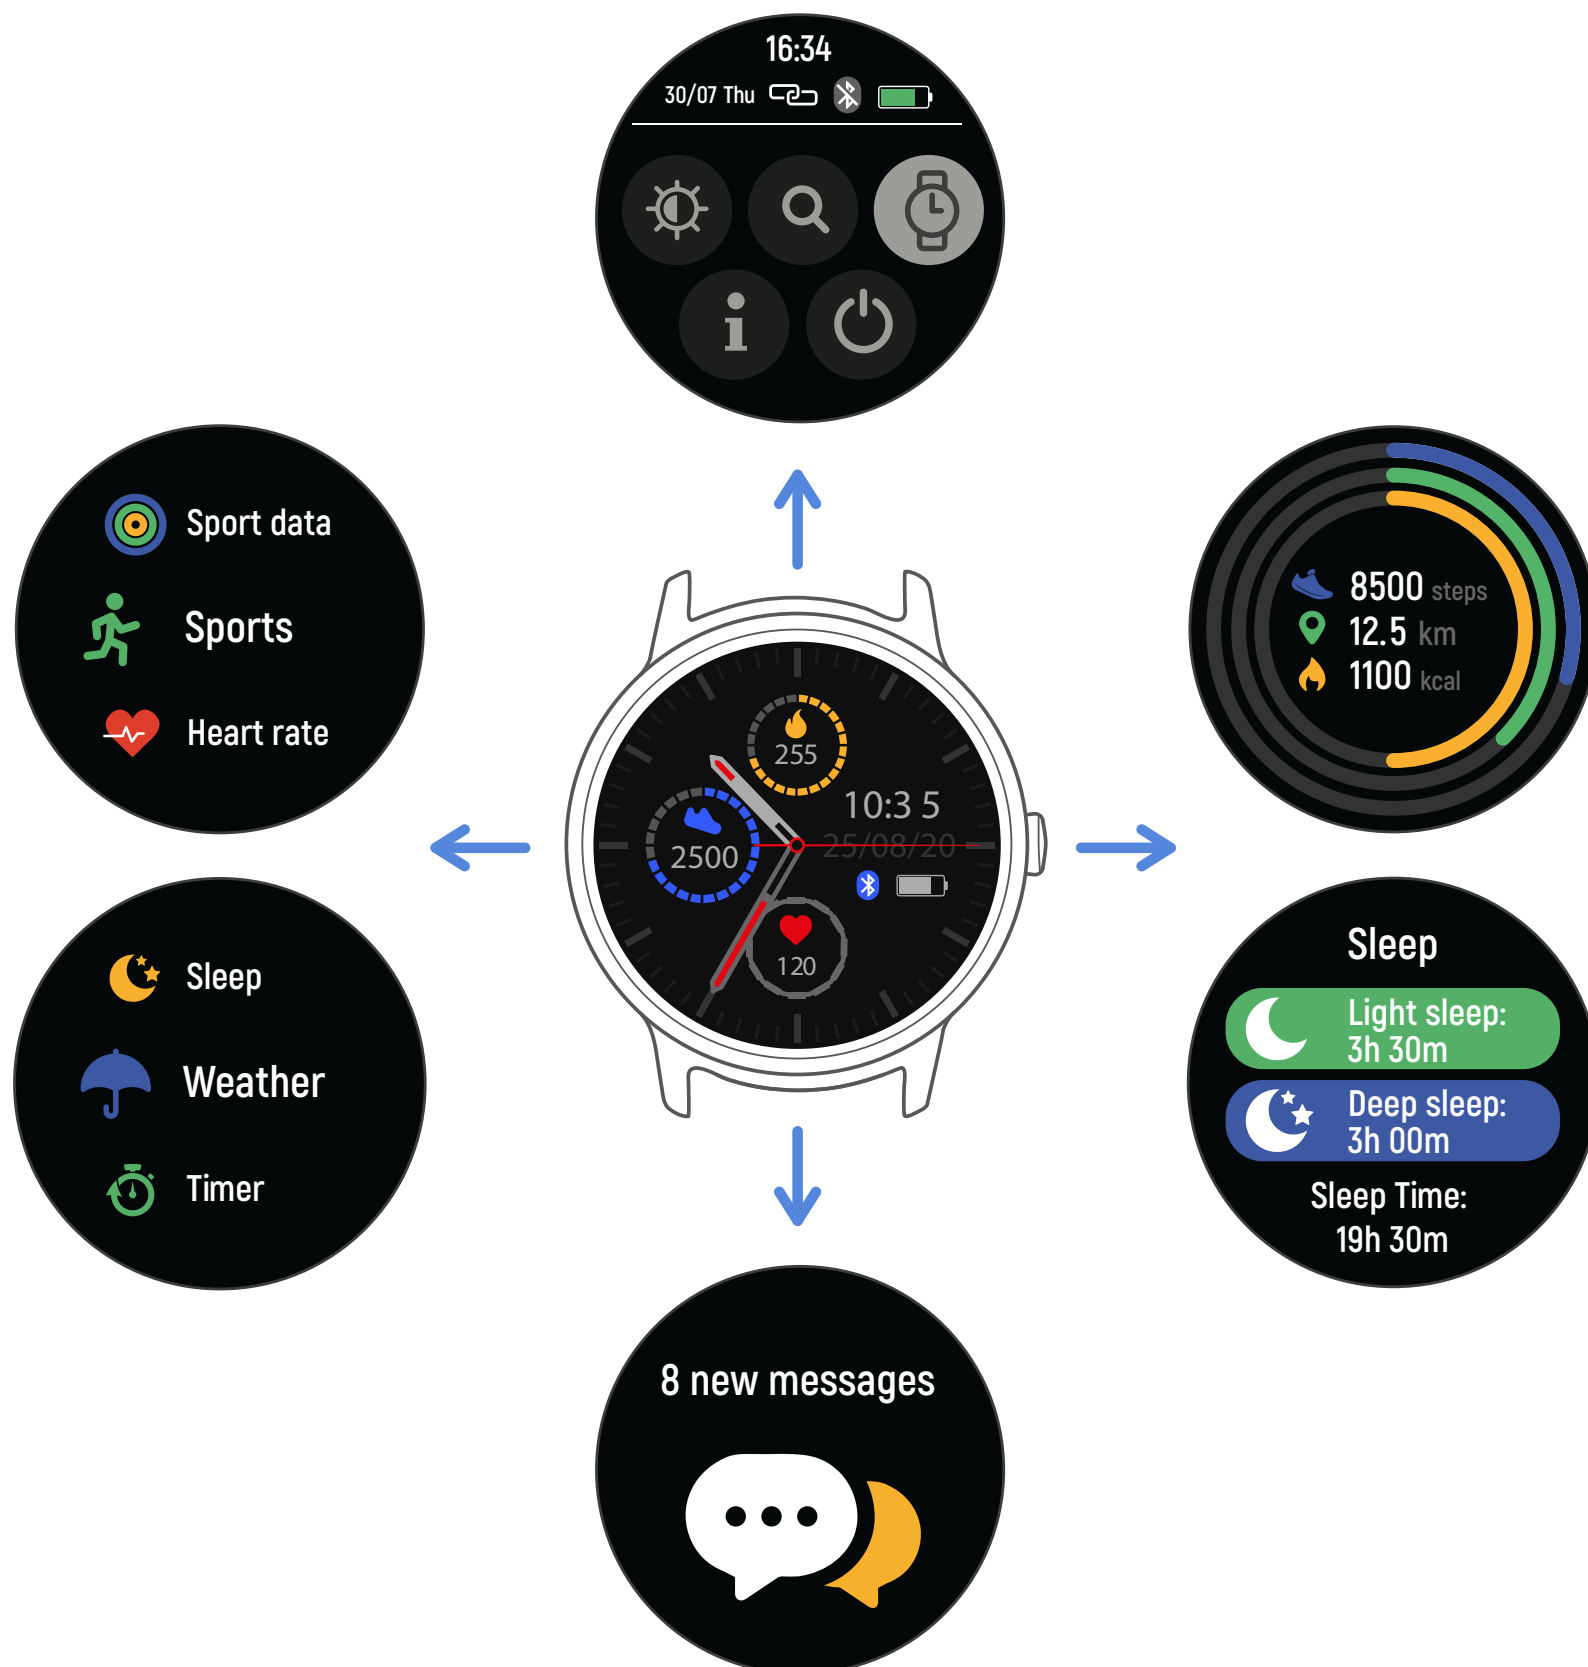 16:34
30/07 Thu
Sport data
Sports
Heart rate
8500 steps
12.5 km
1100 kcal
255
10:3 5
2500
25/08/20
120
Sleep
Weather
Timer
Sleep
Light sleep:
3h 30m
Deep sleep:
3h 00m
Sleep Time:
19h 30m
8 new messages